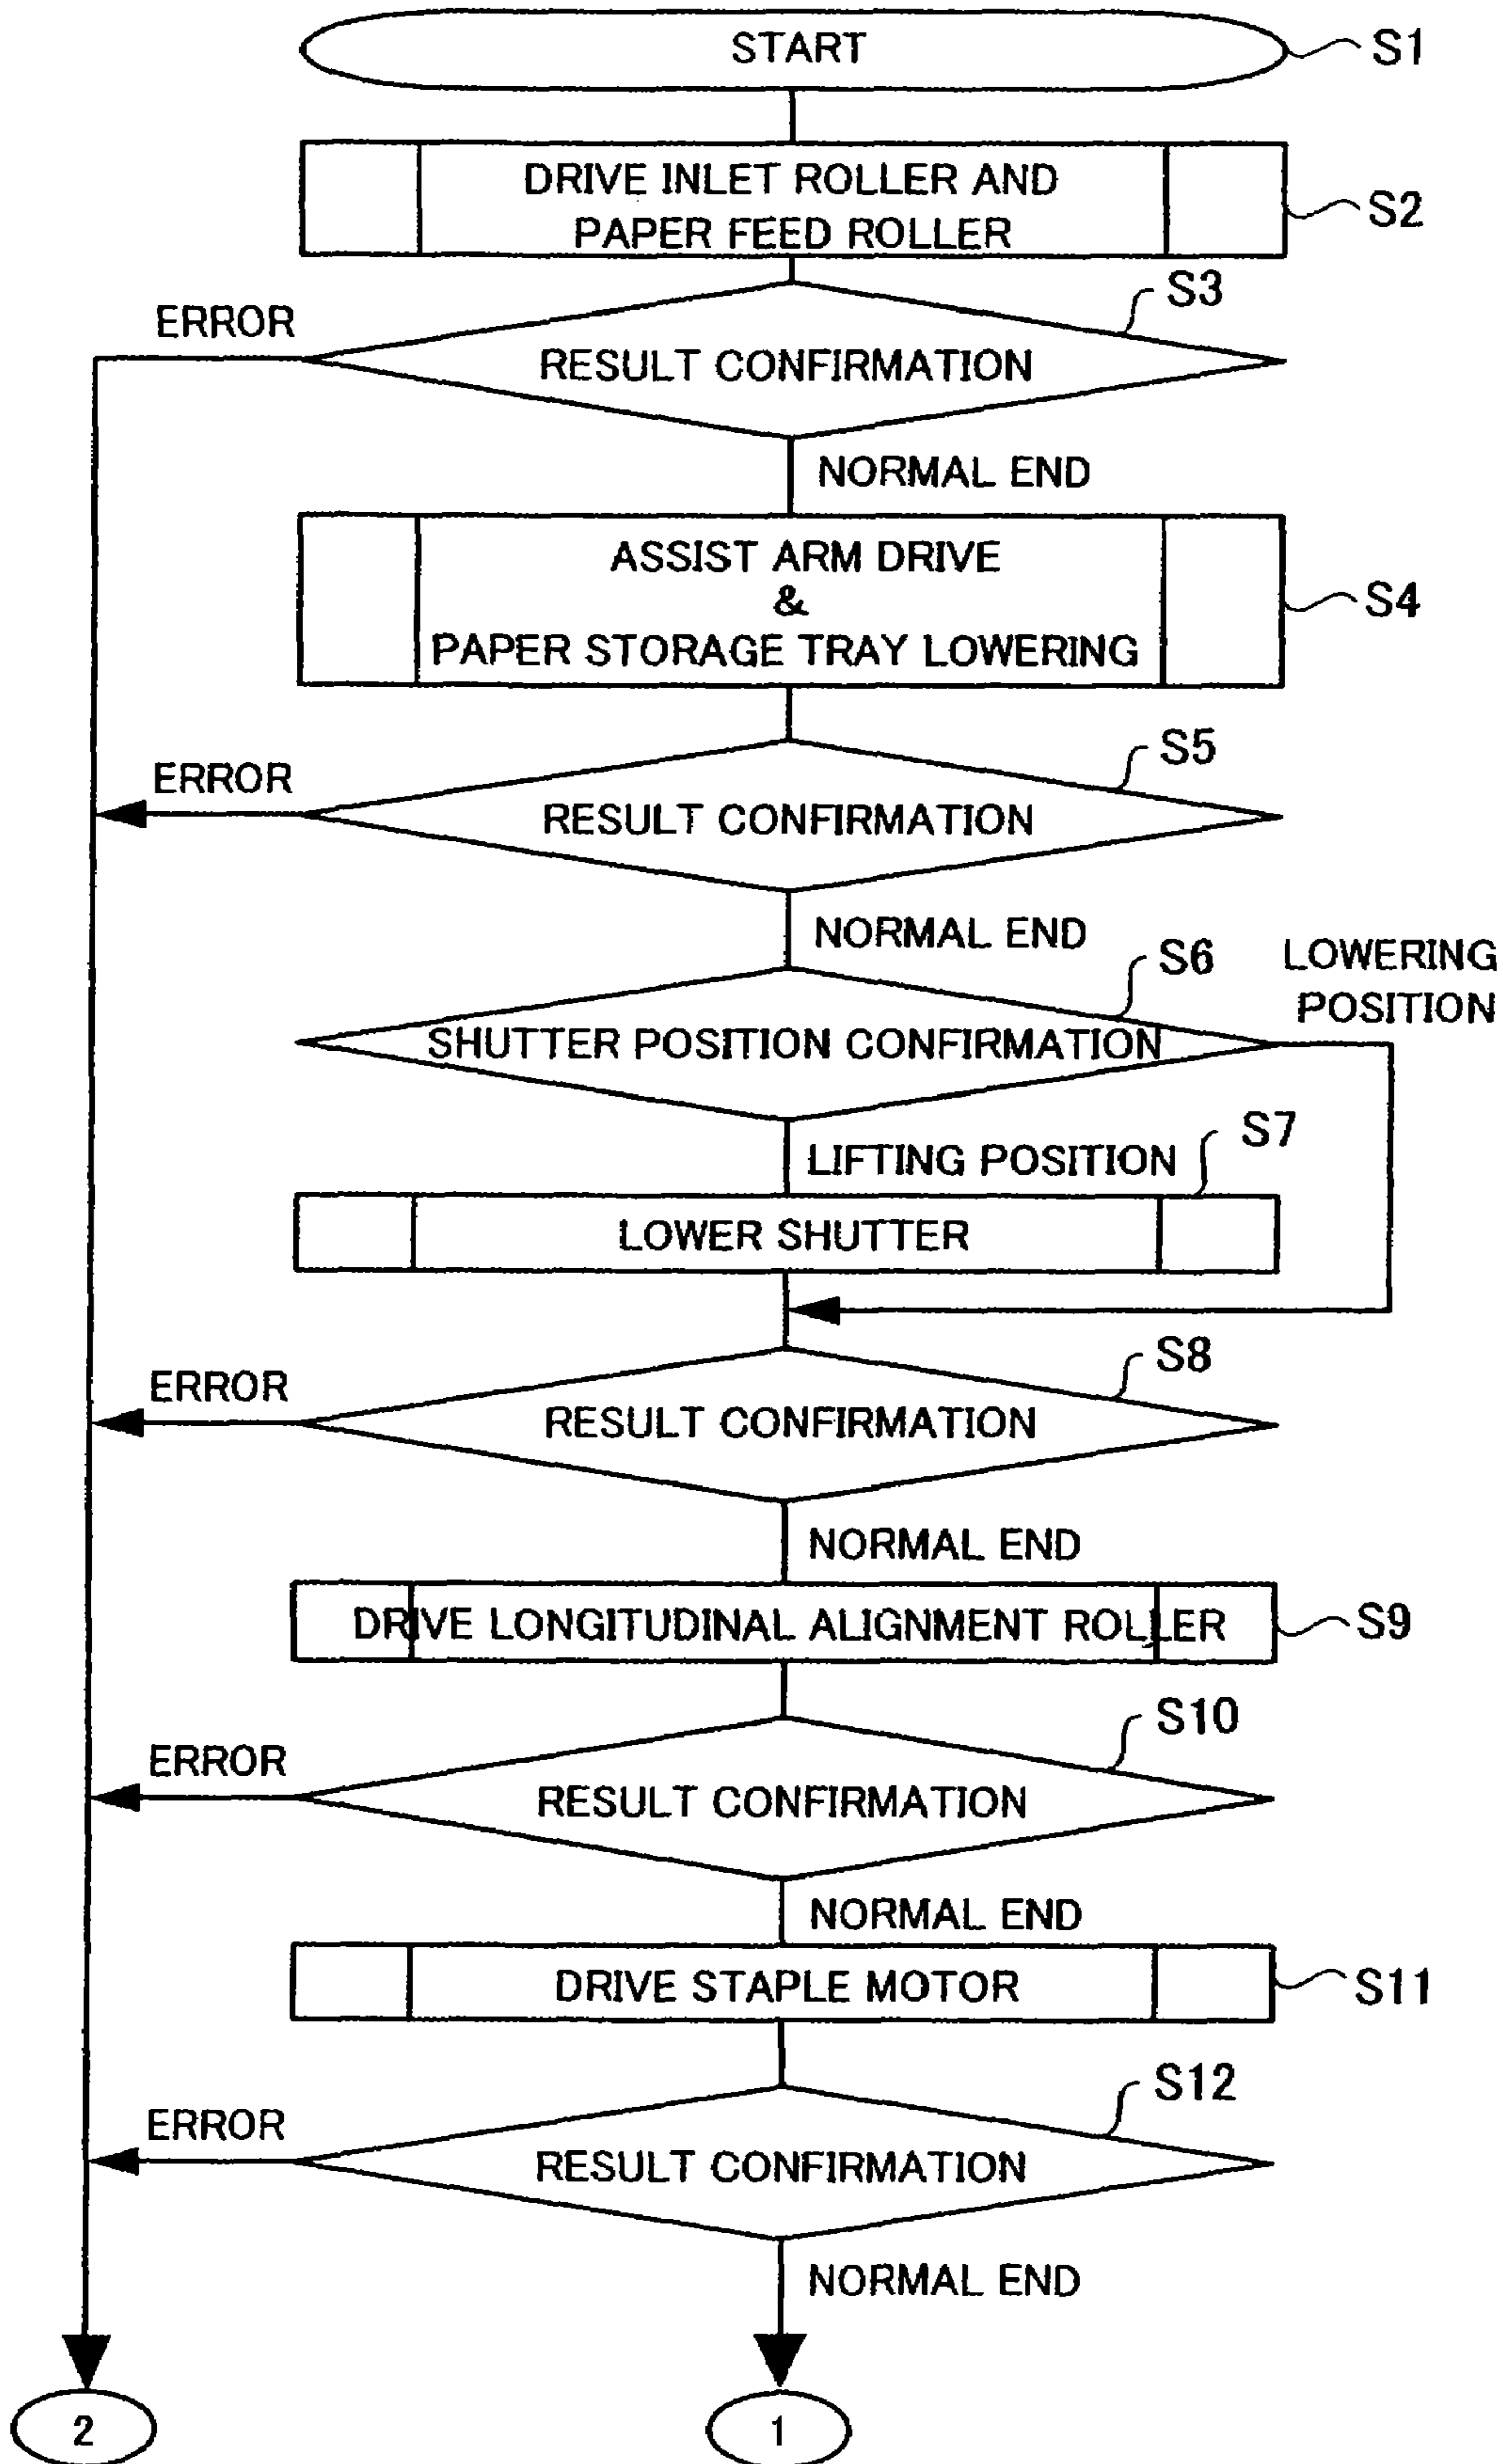 START
S1
DRIVE INLET ROLLER AND
PAPER FEED ROLLER
S2
S3
ERROR
RESULT CONFIRMATION
NORMAL END
ASSIST ARM DRIVE
&
PAPER STORAGE TRAY LOWERING
S4
S5
ERROR
RESULT CONFIRMATION
NORMAL END
S6
LOWERING
POSITION
SHUTTER POSITION CONFIRMATION
S7
LIFTING POSITION
LOWER SHUTTER
S8
ERROR
RESULT CONFIRMATION
NORMAL END
DRIVE LONGITUDINAL ALIGNMENT ROLLER
S9
S10
ERROR
RESULT CONFIRMATION
NORMAL END
DRIVE STAPLE MOTOR
S11
S12
ERROR
RESULT CONFIRMATION
NORMAL END
2
1